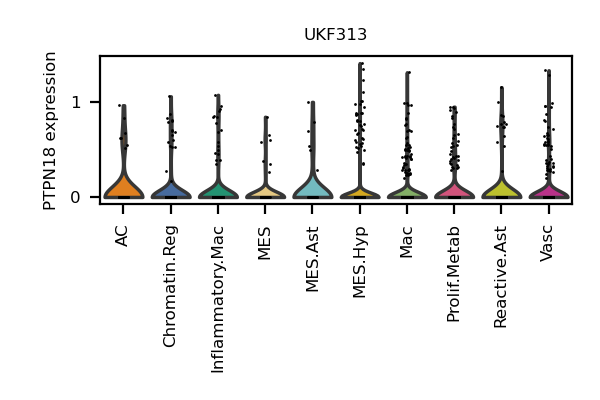 UKF313
PTPN18 expression
1
0
AC
Chromatin.Reg
Inflammatory.Mac
MES
MES.Ast
MES.Hyp
Mac
Prolif.Metab
Reactive.Ast
Vasc